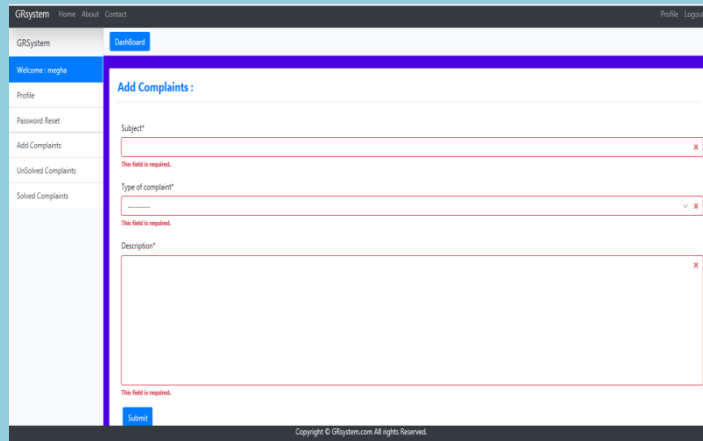 GRsystem Home About Contact Profile Logout
GRSystem
DashBoard
Welcome : megha
Profile
Password Reset
Add Complaints
UnSolved Complaints
Solved Complaints
Add Complaints :
Subject*
x
This field is required.
Type of complaint*
---------
x
This field is required.
Description*
x
This field is required.
Submit
Copyright © GRsystem.com All rights Reserved.